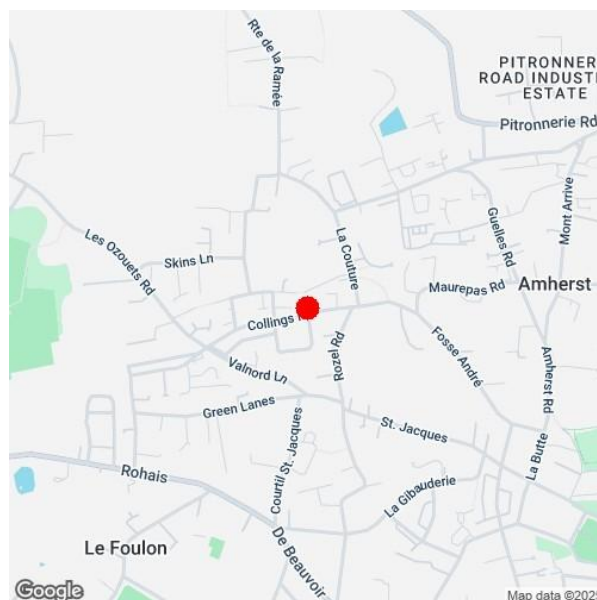 Rte de la Ramée
PITRONNER
ROAD INDUSTR
ESTATE
Pitronnerie Rd
Mont Arrive
Guelles Rd
La Couture
Les Ozouets Rd
Skins Ln
Maurepas Rd
Amherst
Collings
Rozel Rd
Fosse André
Valnord Ln
Amherst Rd
Green Lanes
St. Jacques
Courtil St. Jacques
La Butte
Rohais
La Gibauderie
De Beauvoir
Le Foulon
Google
Map data ©2025